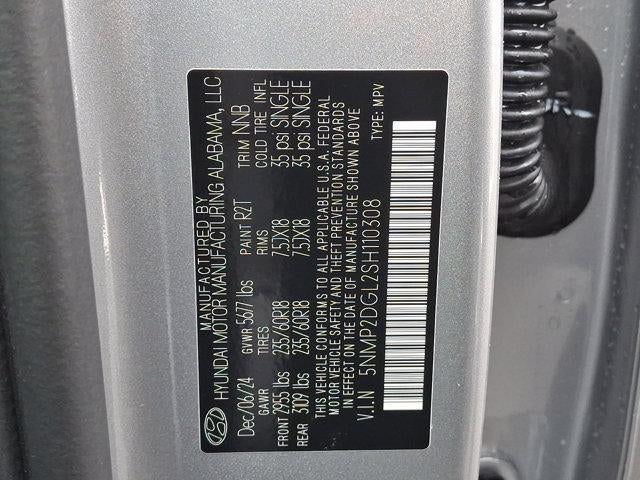 MANUFACTURED BY
HYUNDAI MOTOR MANUFACTURING ALABAMA, LLC
Dec/06/24 GVWR 5677 lbs PAINT R2T TRIM NNB
GAWR TIRES RIMS COLD TIRE INFL
FRONT 2955 lbs 235/60R18 7.5JX18 35 psi SINGLE
REAR 3109 lbs 235/60R18 7.5JX18 35 psi SINGLE
THIS VEHICLE CONFORMS TO ALL APPLICABLE U.S.A. FEDERAL
MOTOR VEHICLE SAFETY AND THEFT PREVENTION STANDARDS
IN EFFECT ON THE DATE OF MANUFACTURE SHOWN ABOVE
V.I.N 5NMP2DGL2SH110308 TYPE: MPV